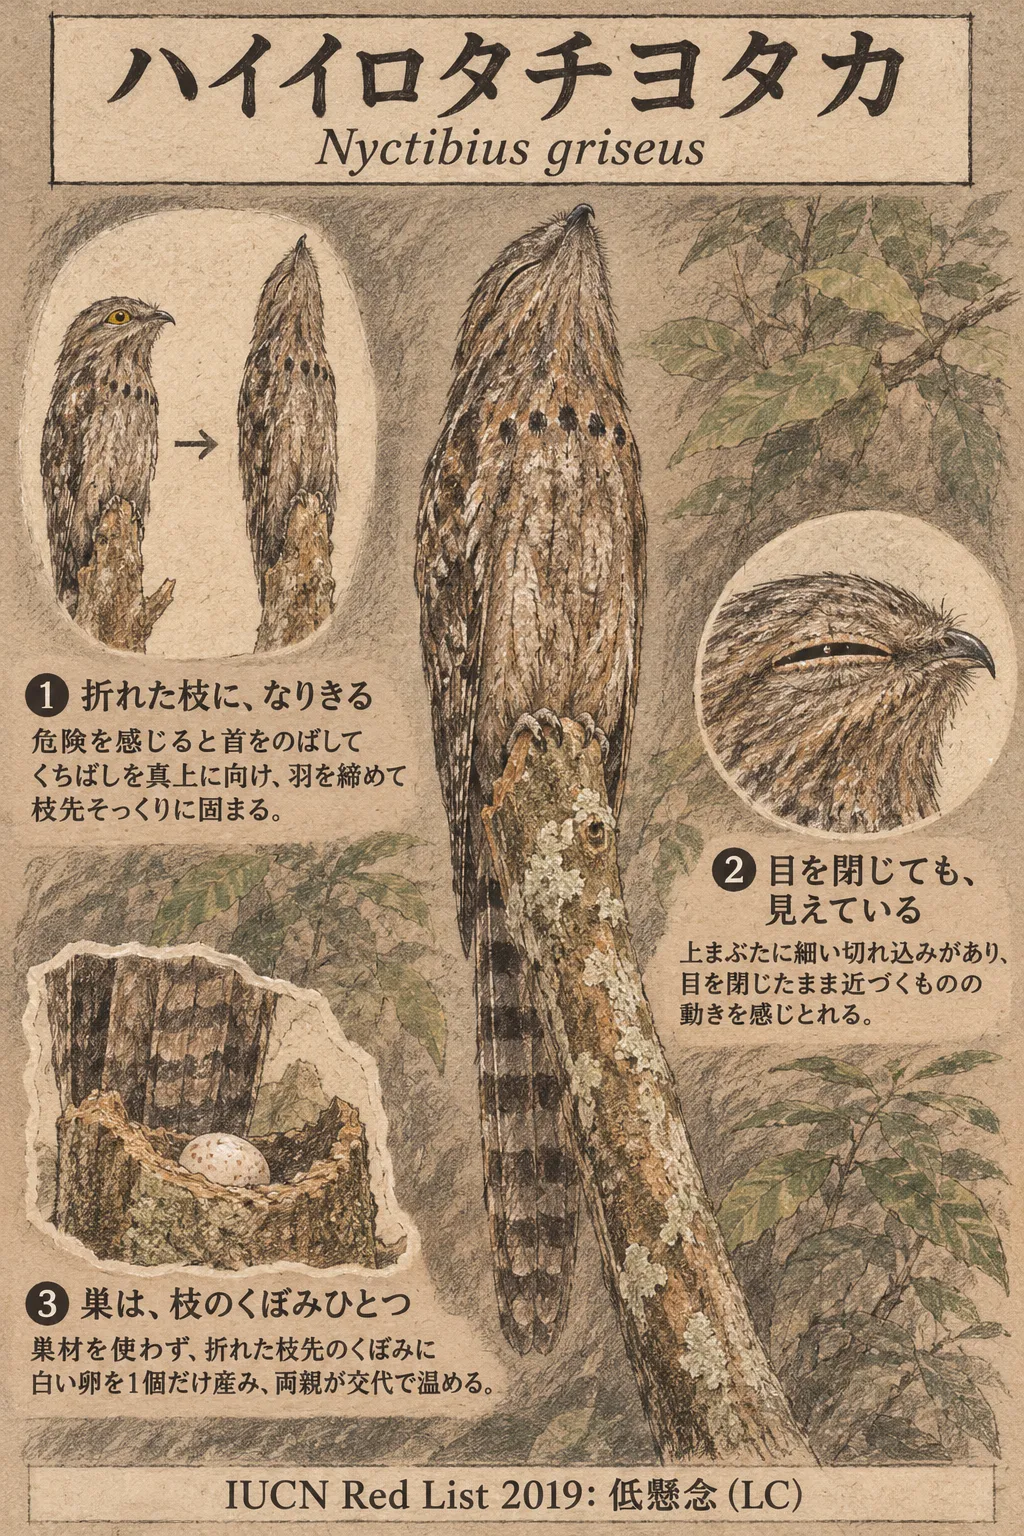 ハイイロタチヨタカ
Nyctibius griseus
1 折れた枝に、なりきる
危険を感じると首をのばして
くちばしを真上に向け、羽を締めて
枝先そっくりに固まる。
2 目を閉じても、
見えている
上まぶたに細い切れ込みがあり、
目を閉じたまま近づくものの
動きを感じとれる。
3 巣は、枝のくぼみひとつ
巣材を使わず、折れた枝先のくぼみに
白い卵を1個だけ産み、両親が交代で温める。
IUCN Red List 2019: 低懸念 (LC)